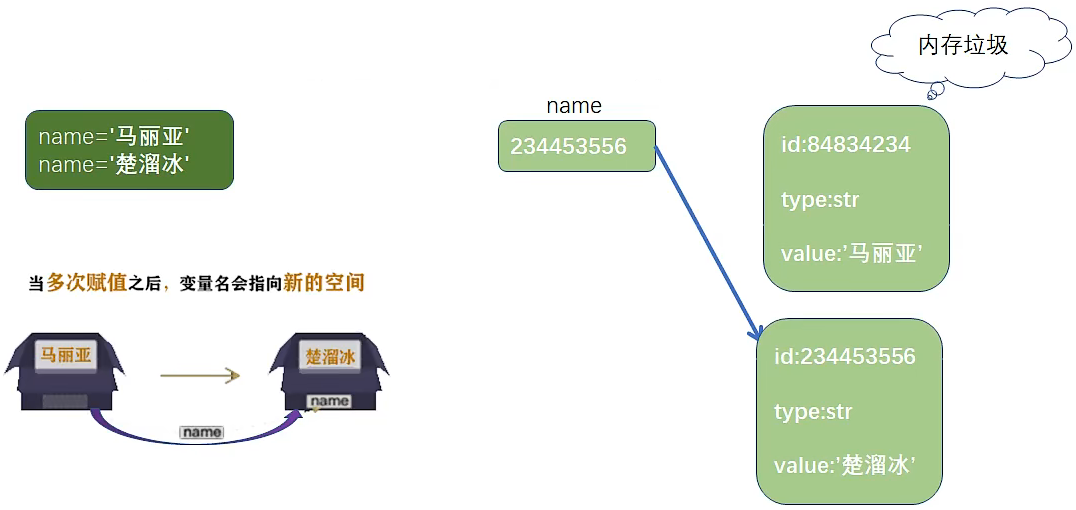 内存垃圾
name='马丽亚'
name='楚溜冰'
name
234453556
id:84834234
type:str
value:’马丽亚’
当多次赋值之后，变量名会指向新的空间
马丽亚
楚溜冰
name
name
id:234453556
type:str
value:’楚溜冰’